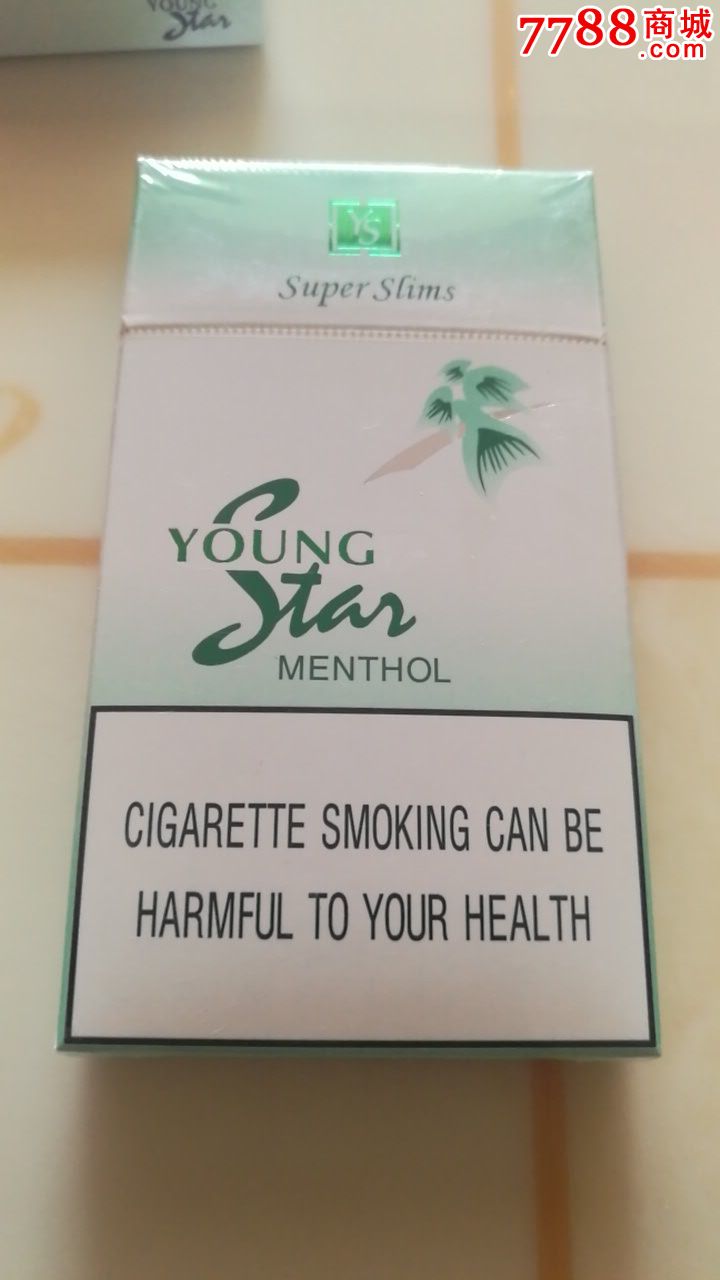 YOUNG
Star
7788商城
.com
YS
Super Slims
YOUNG
Star
MENTHOL
CIGARETTE SMOKING CAN BE
HARMFUL TO YOUR HEALTH